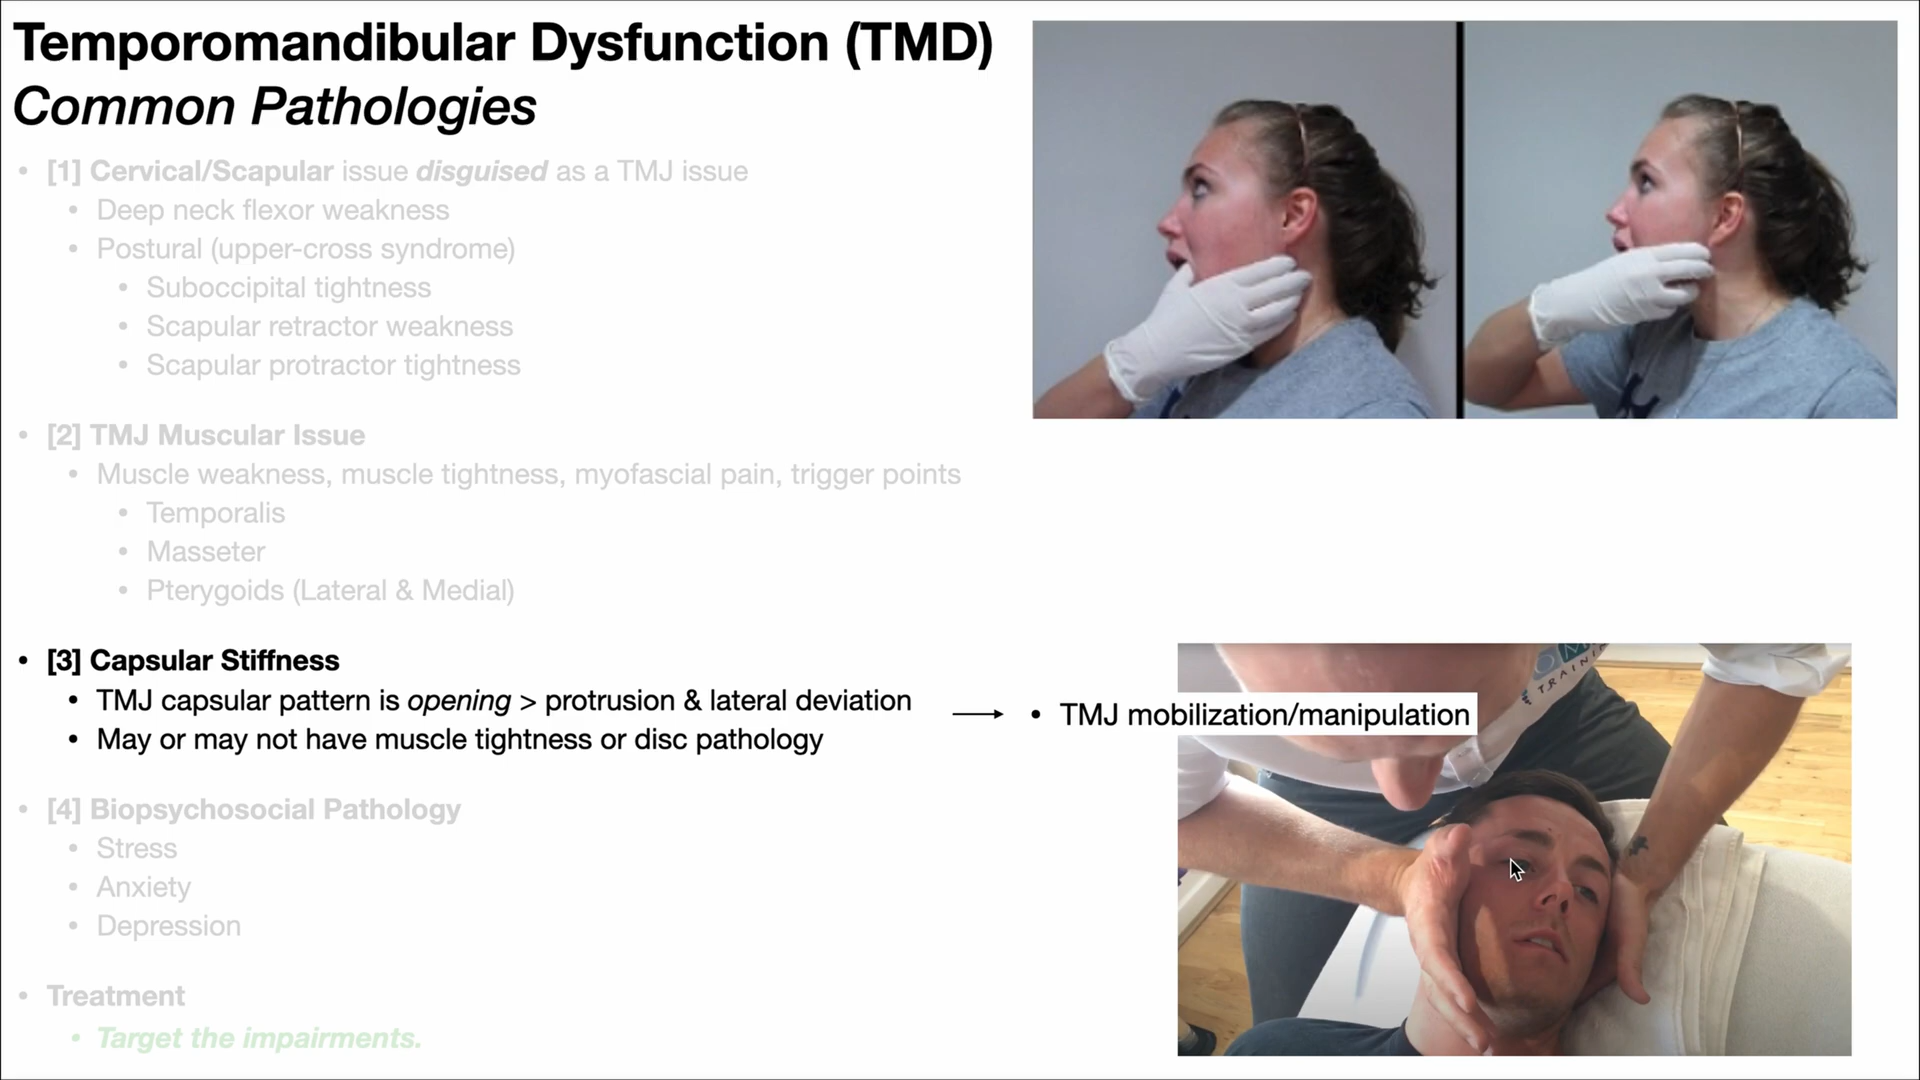 Temporomandibular Dysfunction (TMD)
Common Pathologies
• [1] Cervical/Scapular issue disguised as a TMJ issue
• Deep neck flexor weakness
• Postural (upper-cross syndrome)
• Suboccipital tightness
• Scapular retractor weakness
• Scapular protractor tightness
• [2] TMJ Muscular Issue
• Muscle weakness, muscle tightness, myofascial pain, trigger points
• Temporalis
• Masseter
• Pterygoids (Lateral & Medial)
• [3] Capsular Stiffness
• TMJ capsular pattern is opening > protrusion & lateral deviation
• May or may not have muscle tightness or disc pathology
• TMJ mobilization/manipulation
• [4] Biopsychosocial Pathology
• Stress
• Anxiety
• Depression
• Treatment
• Target the impairments.